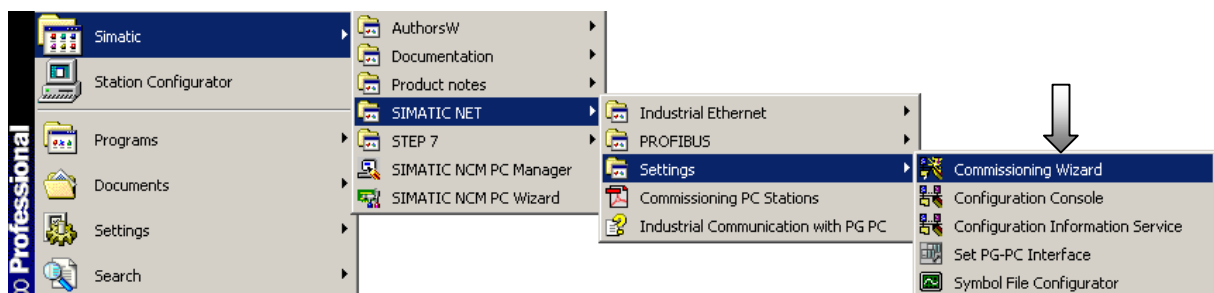 Simatic
Station Configurator
Programs
Documents
Settings
Search
Professional
AuthorsW
Documentation
Product notes
SIMATIC NET
STEP 7
SIMATIC NCM PC Manager
SIMATIC NCM PC Wizard
Industrial Ethernet
PROFIBUS
Settings
Commissioning PC Stations
Industrial Communication with PG PC
Commissioning Wizard
Configuration Console
Configuration Information Service
Set PG-PC Interface
Symbol File Configurator